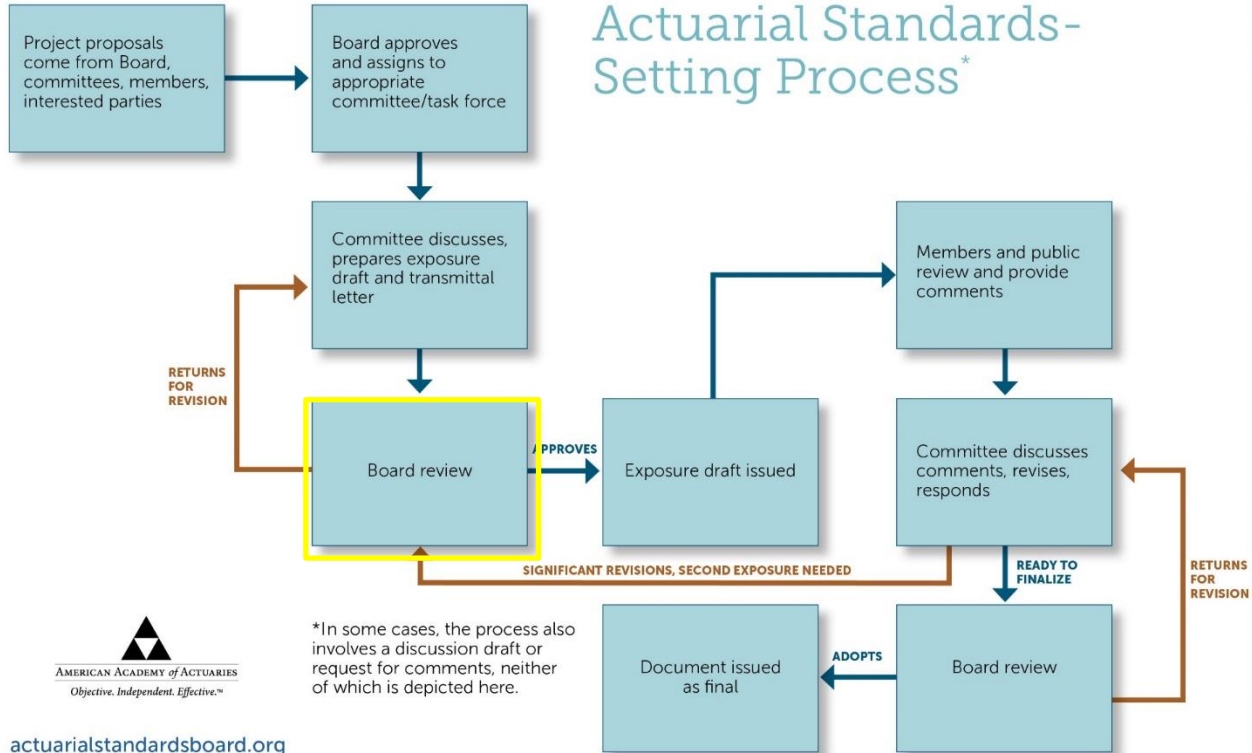 Actuarial Standards-
Setting Process*
Project proposals
come from Board,
committees, members,
interested parties
Board approves
and assigns to
appropriate
committee/task force
Committee discusses,
prepares exposure
draft and transmittal
letter
Members and public
review and provide
comments
RETURNS
FOR
REVISION
Board review
APPROVES
Exposure draft issued
Committee discusses
comments, revises,
responds
SIGNIFICANT REVISIONS, SECOND EXPOSURE NEEDED
READY TO
FINALIZE
RETURNS
FOR
REVISION
*In some cases, the process also
involves a discussion draft or
request for comments, neither
of which is depicted here.
Document issued
as final
ADOPTS
Board review
AMERICAN ACADEMY of ACTUARIES
Objective. Independent. Effective.™
actuarialstandardsboard.org